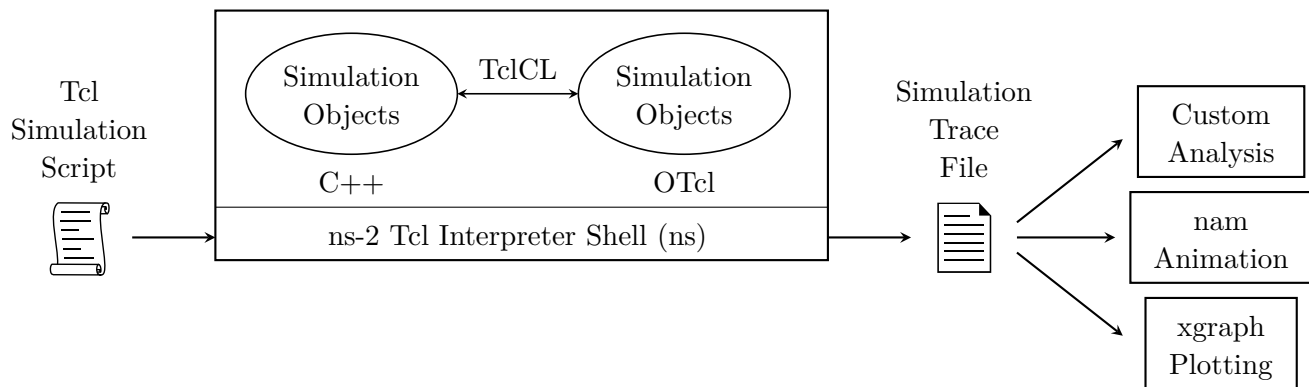 Tcl
Simulation
Script
Simulation
Objects
TclCL
Simulation
Objects
C++
OTcl
ns-2 Tcl Interpreter Shell (ns)
Simulation
Trace
File
Custom
Analysis
nam
Animation
xgraph
Plotting